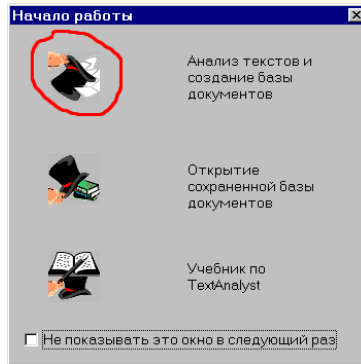 Начало работы
Анализ текстов и
создание базы
документов
Открытие
сохраненной базы
документов
Учебник по
TextAnalyst
Не показывать это окно в следующий раз